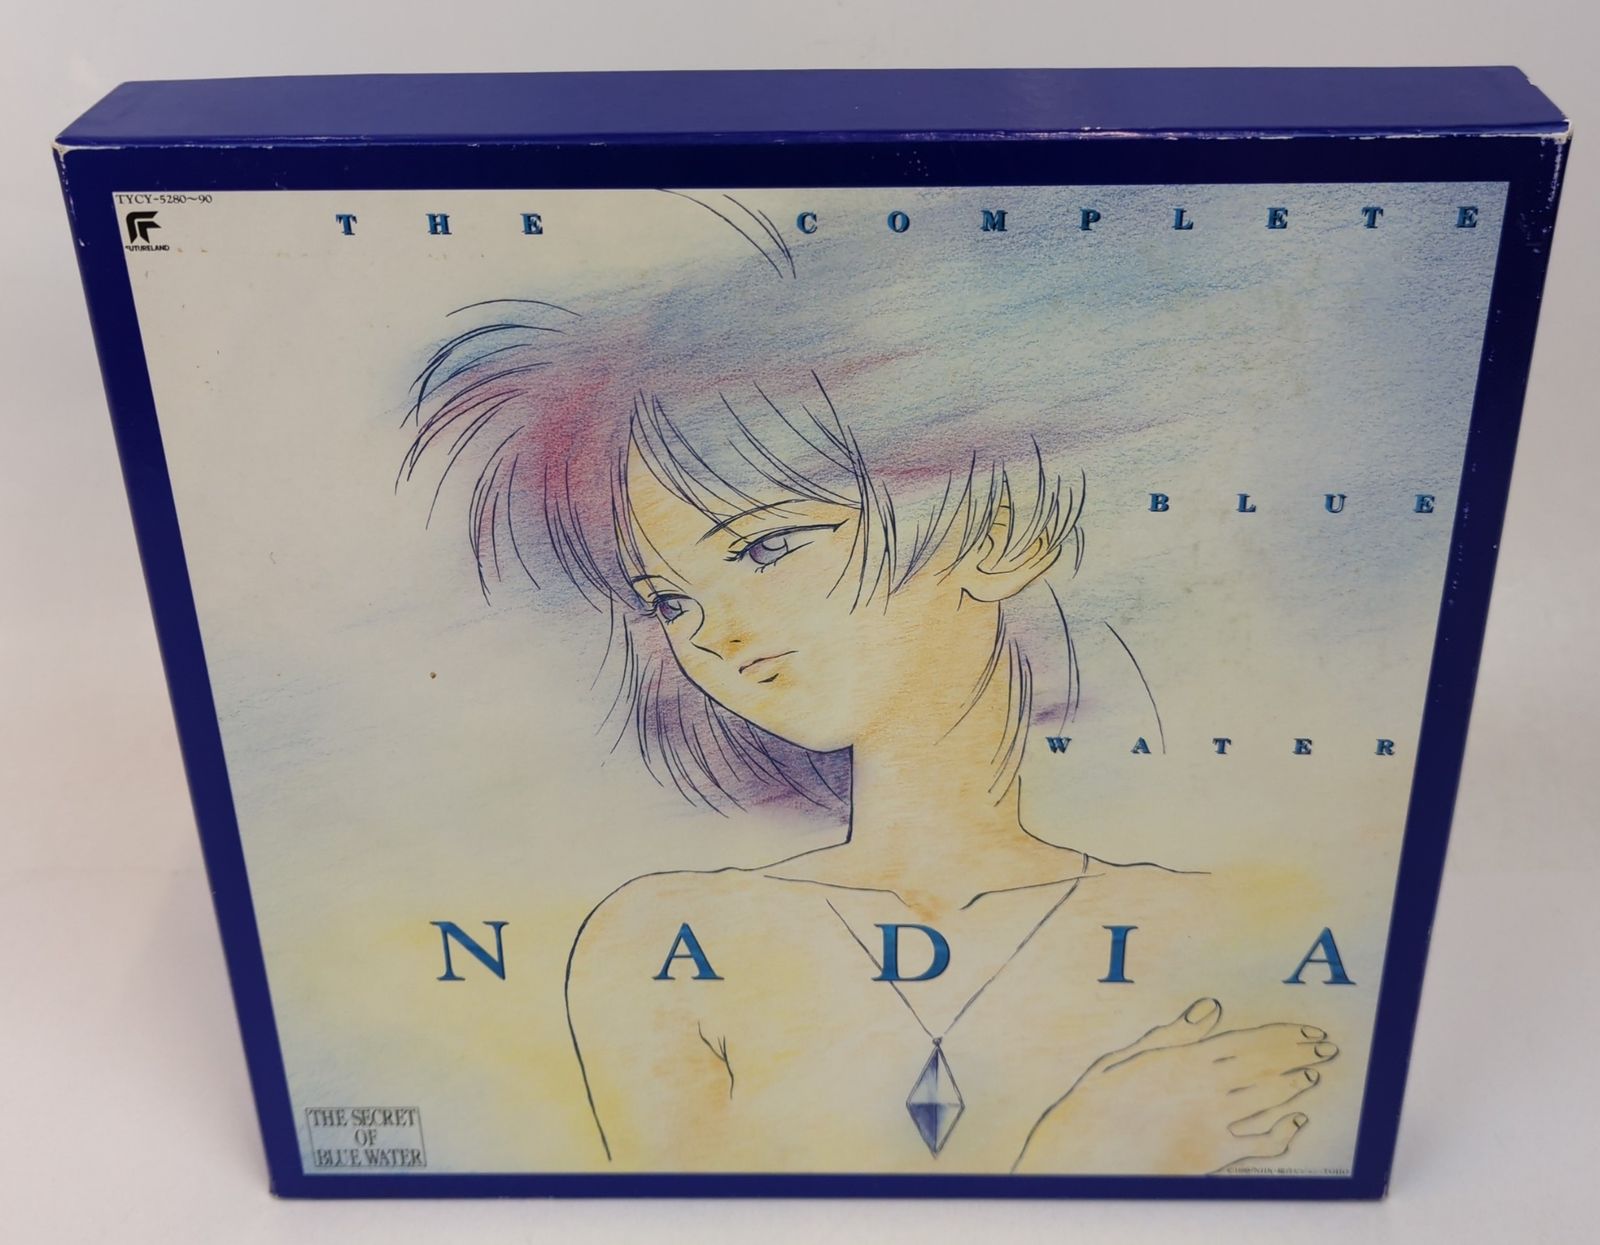 TYCY-5280~90
FUTURELAND
THE COMPLETE
BLUE
WATER
NADIA
THE SECRET
OF
BLUE WATER